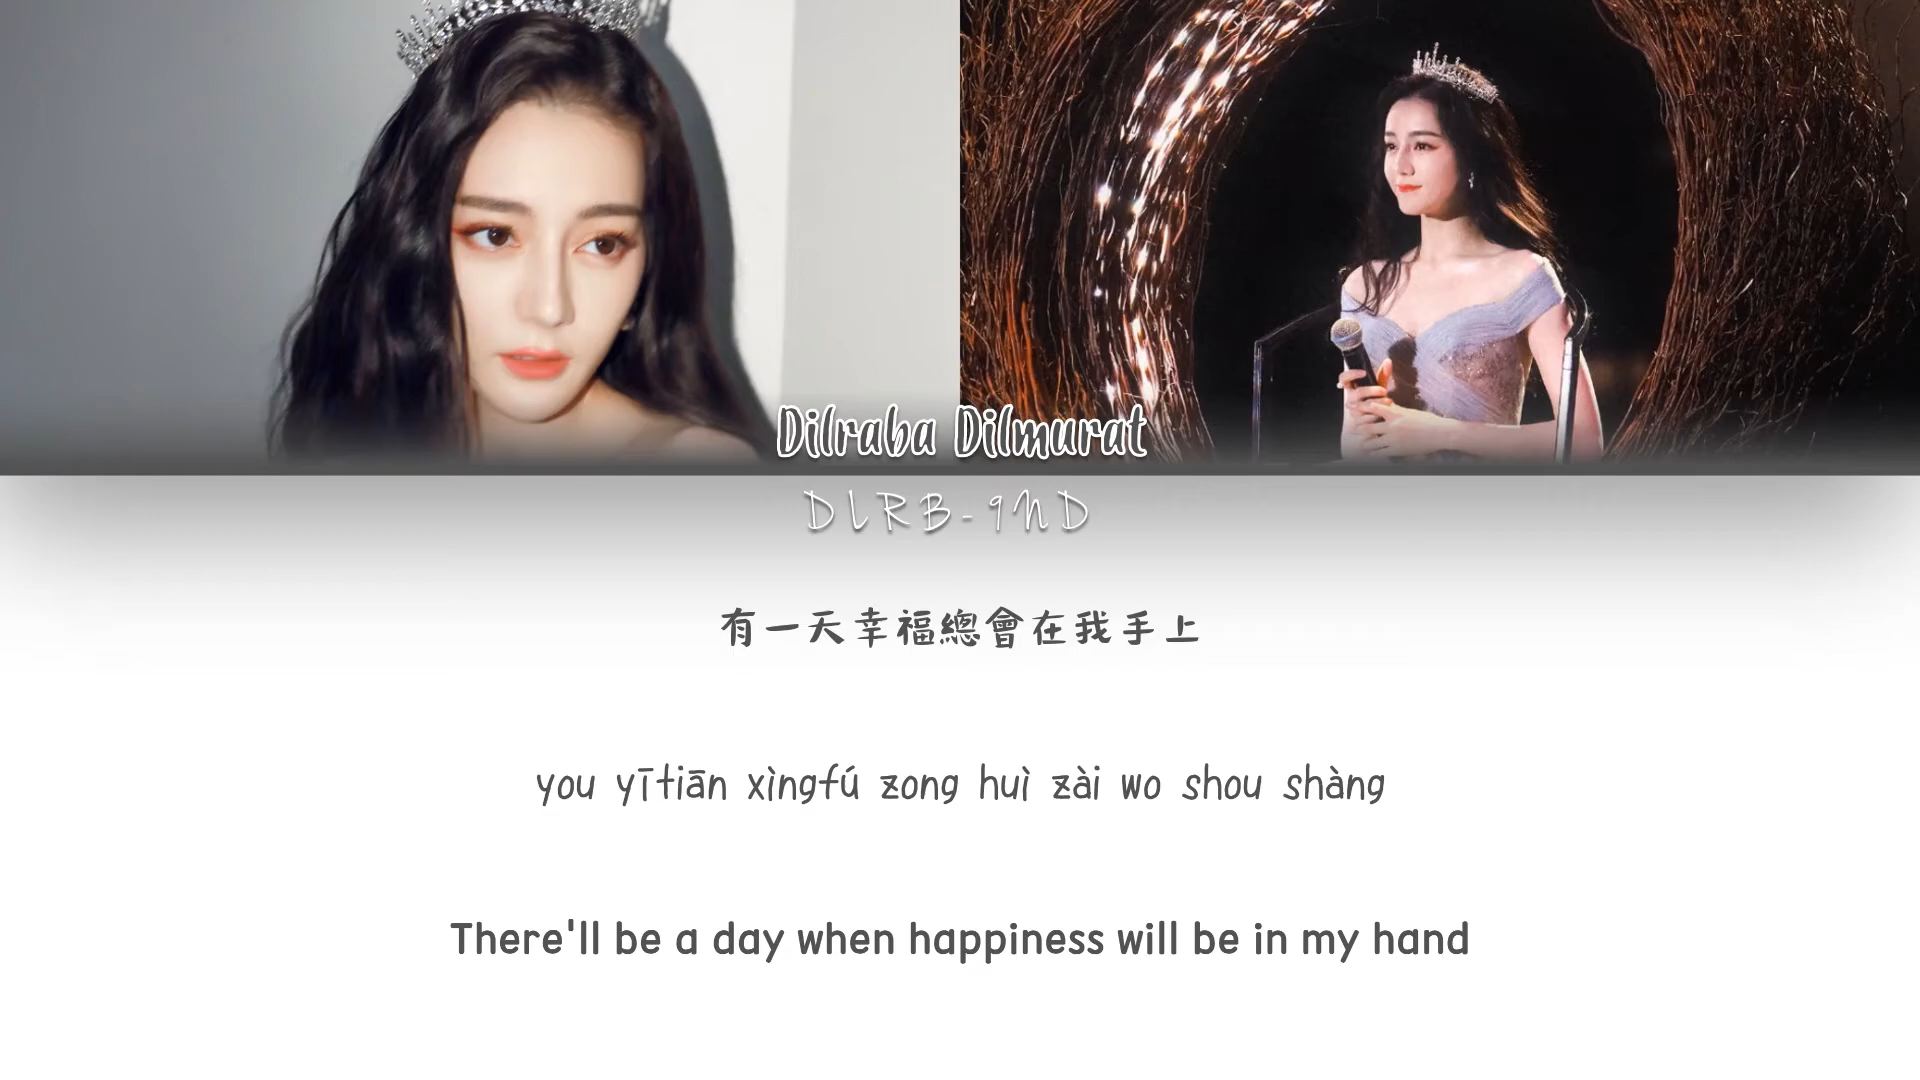 Dilraba Dilmurat
DLRB-9ND
有一天幸福總會在我手上
you yītiān xìngfú zong huì zài wo shou shàng
There'll be a day when happiness will be in my hand